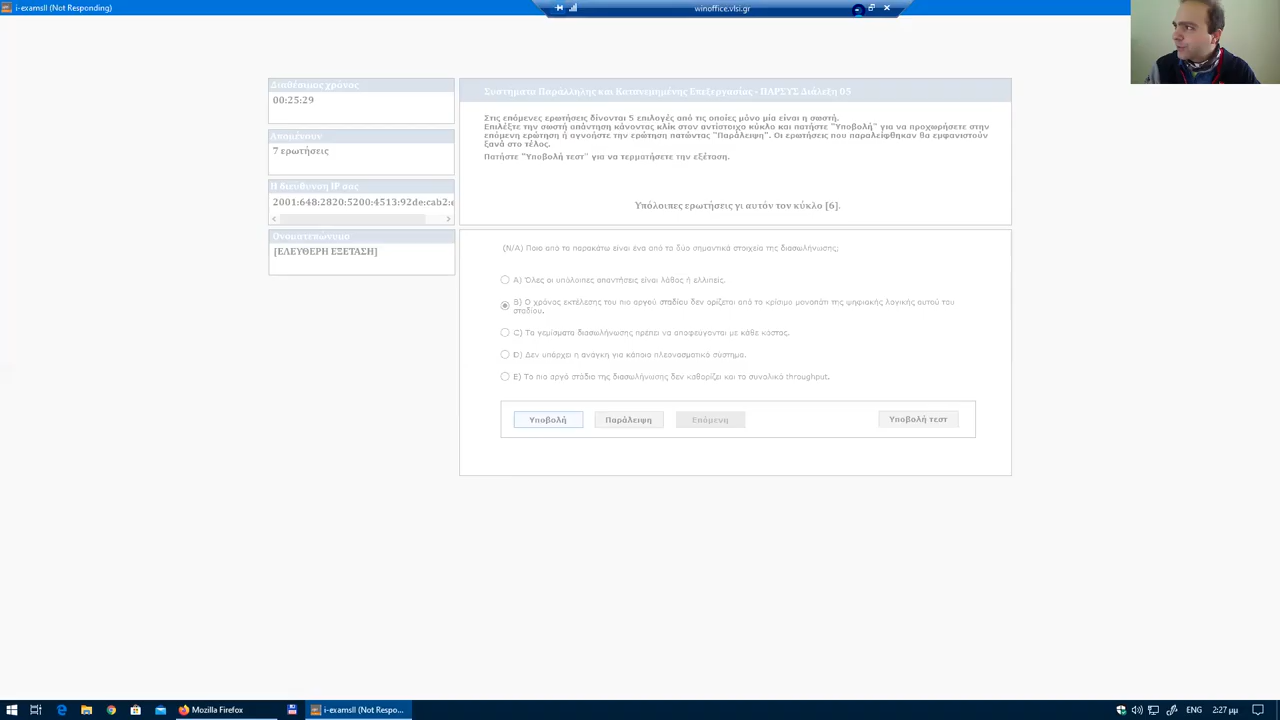 i-examsII (Not Responding)
winoffice.vlsi.gr
Διαθέσιμος χρόνος
00:25:29
Απομένουν
7 ερωτήσεις
Η διεύθυνση IP σας
2001:648:2820:5200:4513:92de:cab2:
Ονοματεπώνυμο
[ΕΛΕΥΘΕΡΗ ΕΞΕΤΑΣΗ]
Συστήματα Παράλληλης και Κατανεμημένης Επεξεργασίας - ΠΑΡΣΥΣ Διάλεξη 05
Στις επόμενες ερωτήσεις δίνονται 5 επιλογές από τις οποίες μόνο μία είναι η σωστή.
Επιλέξτε την σωστή απάντηση κάνοντας κλίκ στον αντίστοιχο κύκλο και πατήστε "Υποβολή" για να προχωρήσετε στην
επόμενη ερώτηση ή αγνοήστε την ερώτηση πατώντας "Παράλειψη". Οι ερωτήσεις που παραλείφθηκαν θα εμφανιστούν
ξανά στο τέλος.
Πατήστε "Υποβολή τεστ" για να τερματήσετε την εξέταση.
Υπόλοιπες ερωτήσεις γι αυτόν τον κύκλο [6].
(N/A) Ποιο από τα παρακάτω είναι ένα από τα δύο σημαντικά στοιχεία της διασωλήνωσης;
A) Όλες οι υπόλοιπες απαντήσεις είναι λάθος ή ελλιπείς.
B) Ο χρόνος εκτέλεσης του πιο αργού σταδίου δεν ορίζεται από το κρίσιμο μονοπάτι της ψηφιακής λογικής αυτού του
σταδίου.
C) Τα γεμίσματα διασωλήνωσης πρέπει να αποφεύγονται με κάθε κόστος.
D) Δεν υπάρχει η ανάγκη για κάποιο πλεονασματικό σύστημα.
E) Το πιο αργό στάδιο της διασωλήνωσης δεν καθορίζει και το συνολικό throughput.
Υποβολή
Παράλειψη
Επόμενη
Υποβολή τεστ
Mozilla Firefox
i-examsII (Not Respo...
ENG
2:27 μμ